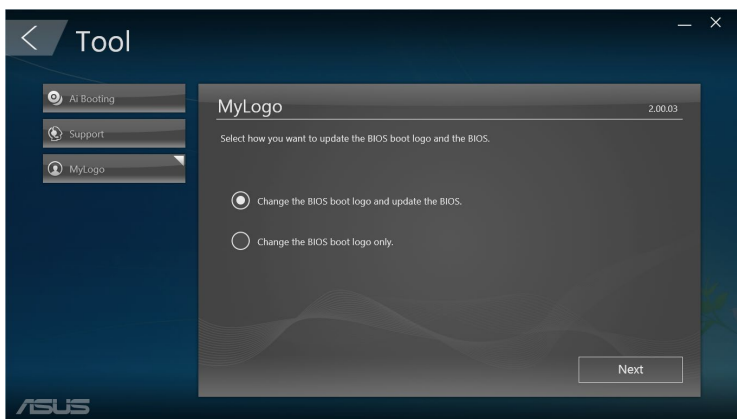 Tool
Ai Booting
Support
MyLogo
MyLogo
2.00.03
Select how you want to update the BIOS boot logo and the BIOS.
Change the BIOS boot logo and update the BIOS.
Change the BIOS boot logo only.
Next
ASUS